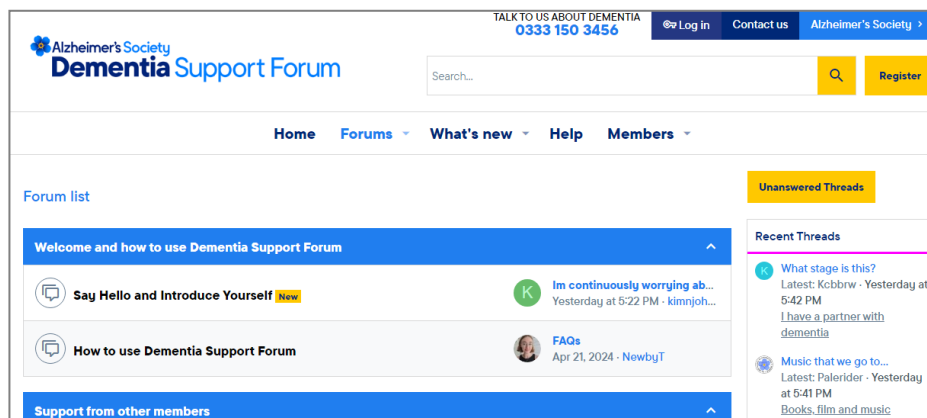 TALK TO US ABOUT DEMENTIA
0333 150 3456
Log in
Contact us
Alzheimer's Society >
Alzheimer's Society
Dementia Support Forum
Search...
Register
Home
Forums
What's new
Help
Members
Forum list
Unanswered Threads
Welcome and how to use Dementia Support Forum
Say Hello and Introduce Yourself New
K
Im continuously worrying ab...
Yesterday at 5:22 PM · kimnjoh...
How to use Dementia Support Forum
FAQs
Apr 21, 2024 · NewbyT
Support from other members
Recent Threads
K
What stage is this?
Latest: Kcbbrw · Yesterday at
5:42 PM
I have a partner with
dementia
Music that we go to...
Latest: Palerider · Yesterday
at 5:41 PM
Books, film and music